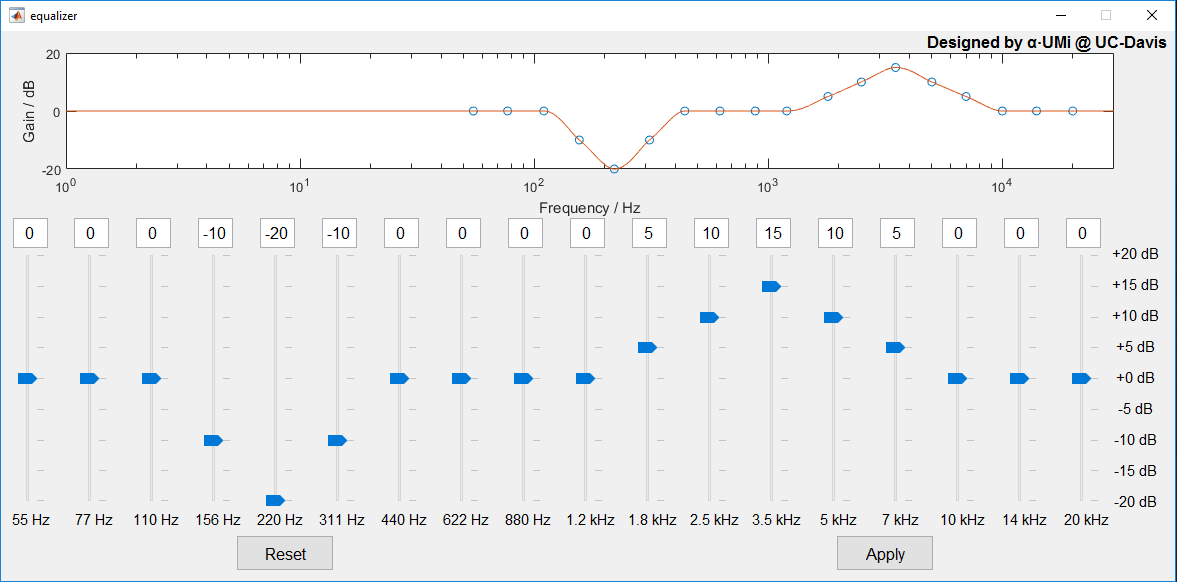 equalizer
Designed by α·UMi @ UC-Davis
Gain / dB
20
0
-20
10^0 10^1 10^2 10^3 10^4
Frequency / Hz
0 0 0 -10 -20 -10 0 0 0 0 5 10 15 10 5 0 0 0
+20 dB
+15 dB
+10 dB
+5 dB
+0 dB
-5 dB
-10 dB
-15 dB
-20 dB
55 Hz 77 Hz 110 Hz 156 Hz 220 Hz 311 Hz 440 Hz 622 Hz 880 Hz 1.2 kHz 1.8 kHz 2.5 kHz 3.5 kHz 5 kHz 7 kHz 10 kHz 14 kHz 20 kHz
Reset Apply